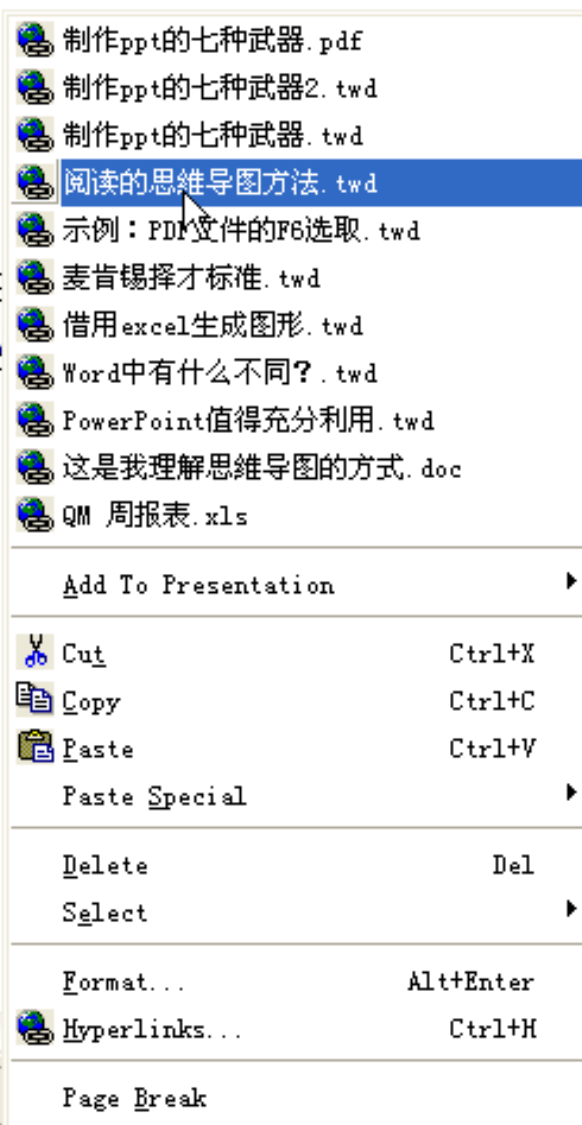 制作ppt的七种武器.pdf
制作ppt的七种武器2.twd
制作ppt的七种武器.twd
阅读的思维导图方法.twd
示例：PDF文件的F6选取.twd
麦肯锡择才标准.twd
借用excel生成图形.twd
Word中有什么不同？.twd
PowerPoint值得充分利用.twd
这是我理解思维导图的方式.doc
QM 周报表.xls
Add To Presentation
Cut Ctrl+X
Copy Ctrl+C
Paste Ctrl+V
Paste Special
Delete Del
Select
Format... Alt+Enter
Hyperlinks... Ctrl+H
Page Break